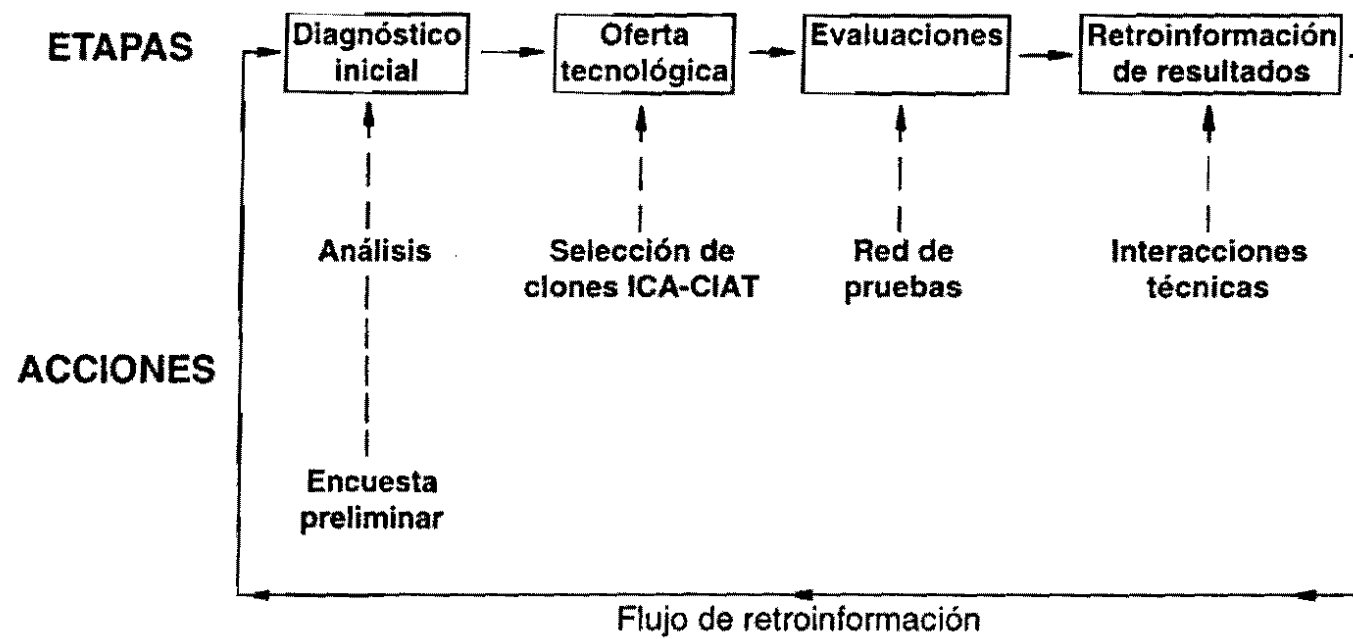 ETAPAS
Diagnóstico
inicial
Oferta
tecnológica
Evaluaciones
Retroinformación
de resultados
Análisis
Selección de
clones ICA-CIAT
Red de
pruebas
Interacciones
técnicas
ACCIONES
Encuesta
preliminar
Flujo de retroinformación